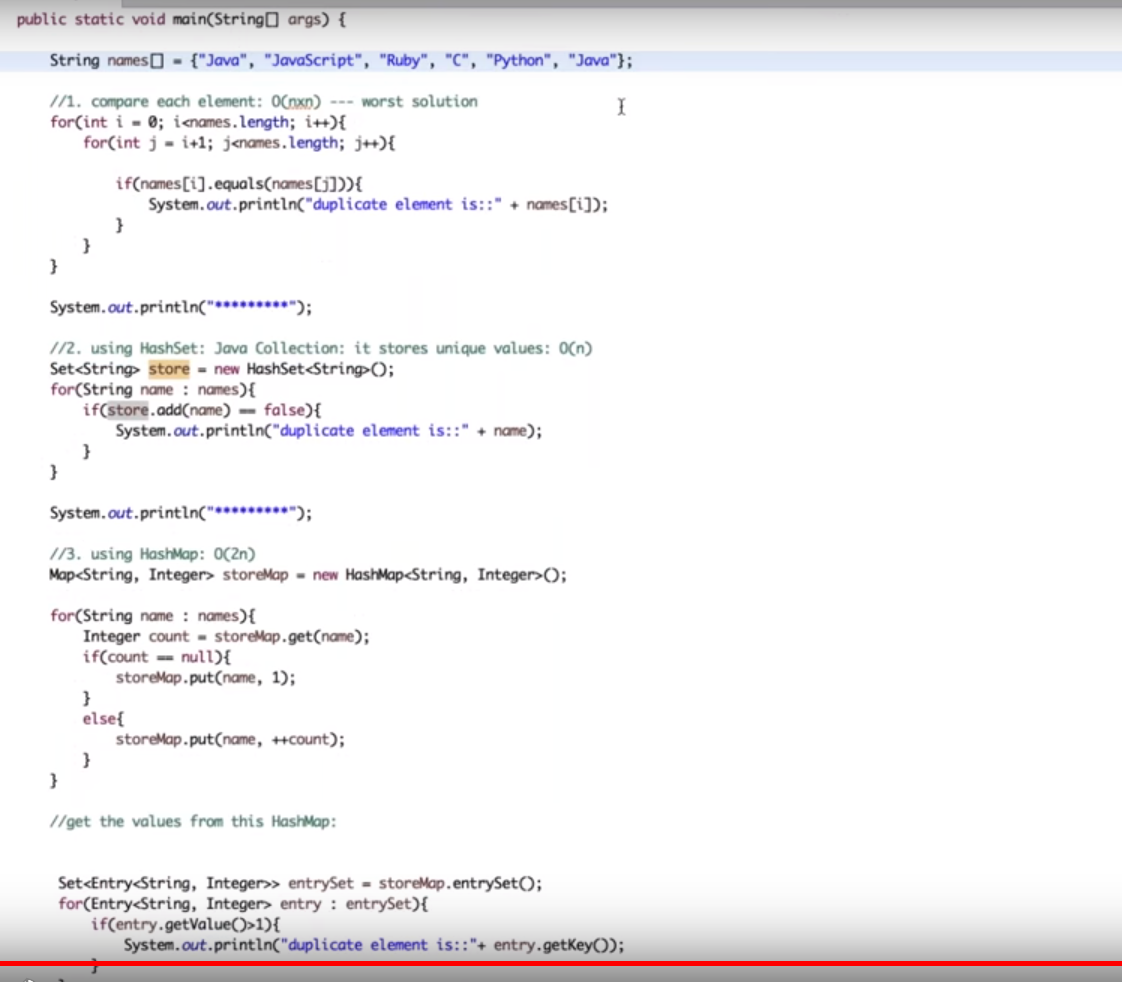 public static void main(String[] args) {
String names[] = {"Java", "JavaScript", "Ruby", "C", "Python", "Java"};
//1. compare each element: O(nxn) --- worst solution
for(int i = 0; i<names.length; i++){
for(int j = i+1; j<names.length; j++){
if(names[i].equals(names[j])){
System.out.println("duplicate element is::" + names[i]);
}
}
}
System.out.println("*********");
//2. using HashSet: Java Collection: it stores unique values: O(n)
Set<String> store = new HashSet<String>();
for(String name : names){
if(store.add(name) == false){
System.out.println("duplicate element is::" + name);
}
}
System.out.println("*********");
//3. using HashMap: O(2n)
Map<String, Integer> storeMap = new HashMap<String, Integer>();
for(String name : names){
Integer count = storeMap.get(name);
if(count == null){
storeMap.put(name, 1);
}
else{
storeMap.put(name, ++count);
}
}
//get the values from this HashMap:
Set<Entry<String, Integer>> entrySet = storeMap.entrySet();
for(Entry<String, Integer> entry : entrySet){
if(entry.getValue()>1){
System.out.println("duplicate element is::"+ entry.getKey());
}